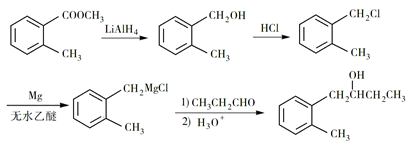 COOCH₃
CH₃
LiAlH₄
CH₂OH
CH₃
HCl
CH₂Cl
CH₃
Mg
无水乙醚
CH₂MgCl
CH₃
1) CH₃CH₂CHO
2) H₃O⁺
OH
CH₂CHCH₂CH₃
CH₃